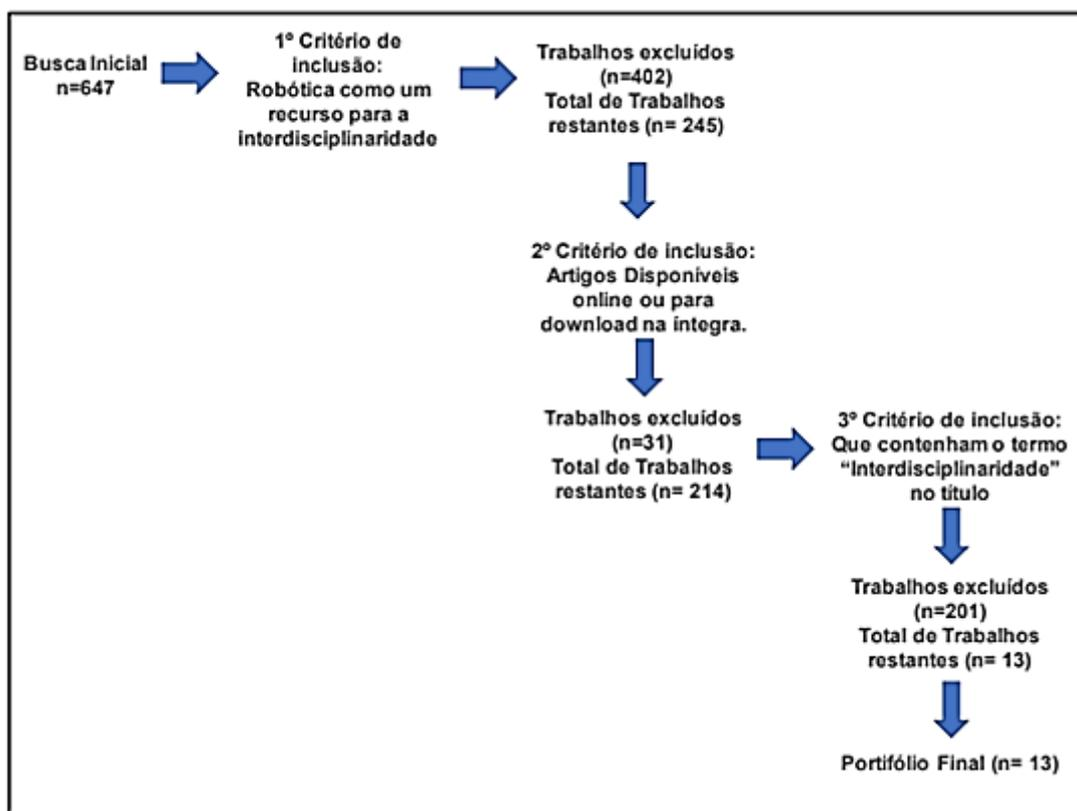 Busca Inicial
n=647
1º Critério de
inclusão:
Robótica como um
recurso para a
interdisciplinaridade
Trabalhos excluídos
(n=402)
Total de Trabalhos
restantes (n= 245)
2º Critério de inclusão:
Artigos Disponíveis
online ou para
download na íntegra.
Trabalhos excluídos
(n=31)
Total de Trabalhos
restantes (n= 214)
3º Critério de inclusão:
Que contenham o termo
“Interdisciplinaridade”
no título
Trabalhos excluídos
(n=201)
Total de Trabalhos
restantes (n= 13)
Portifólio Final (n= 13)